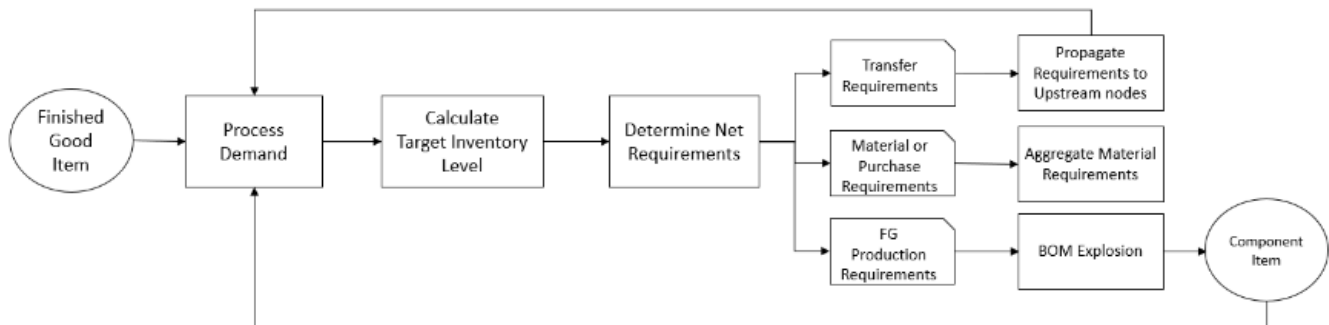 Finished
Good
Item
Process
Demand
Calculate
Target Inventory
Level
Determine Net
Requirements
Transfer
Requirements
Propagate
Requirements to
Upstream nodes
Material or
Purchase
Requirements
Aggregate Material
Requirements
FG
Production
Requirements
BOM Explosion
Component
Item